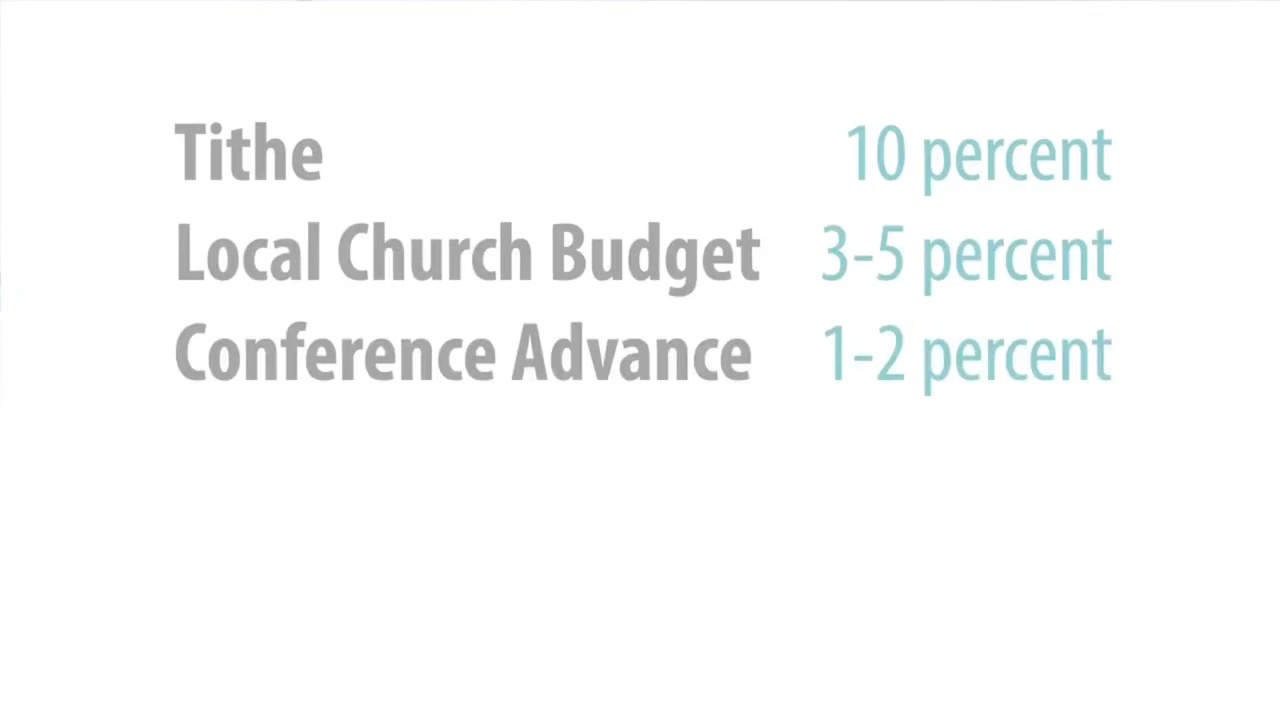 Tithe 10 percent
Local Church Budget 3-5 percent
Conference Advance 1-2 percent